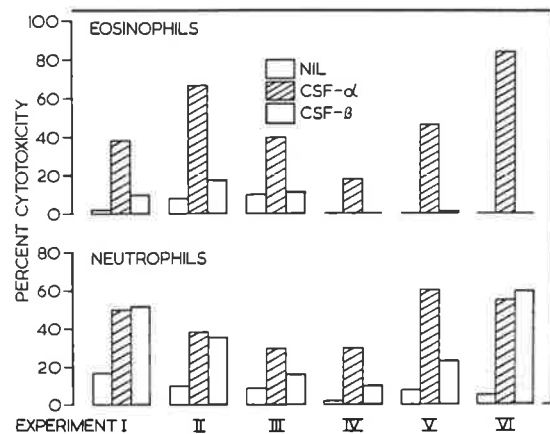 100
EOSINOPHILS
80
60
40
20
0
NIL
CSF-α
CSF-β
PERCENT CYTOTOXICITY
NEUTROPHILS
80
60
40
20
0
EXPERIMENT I II III IV V VI